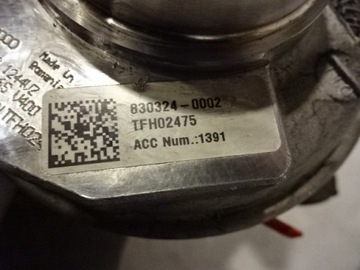 Made in
Romania
830324-0002
TFH02475
ACC Num.:1391